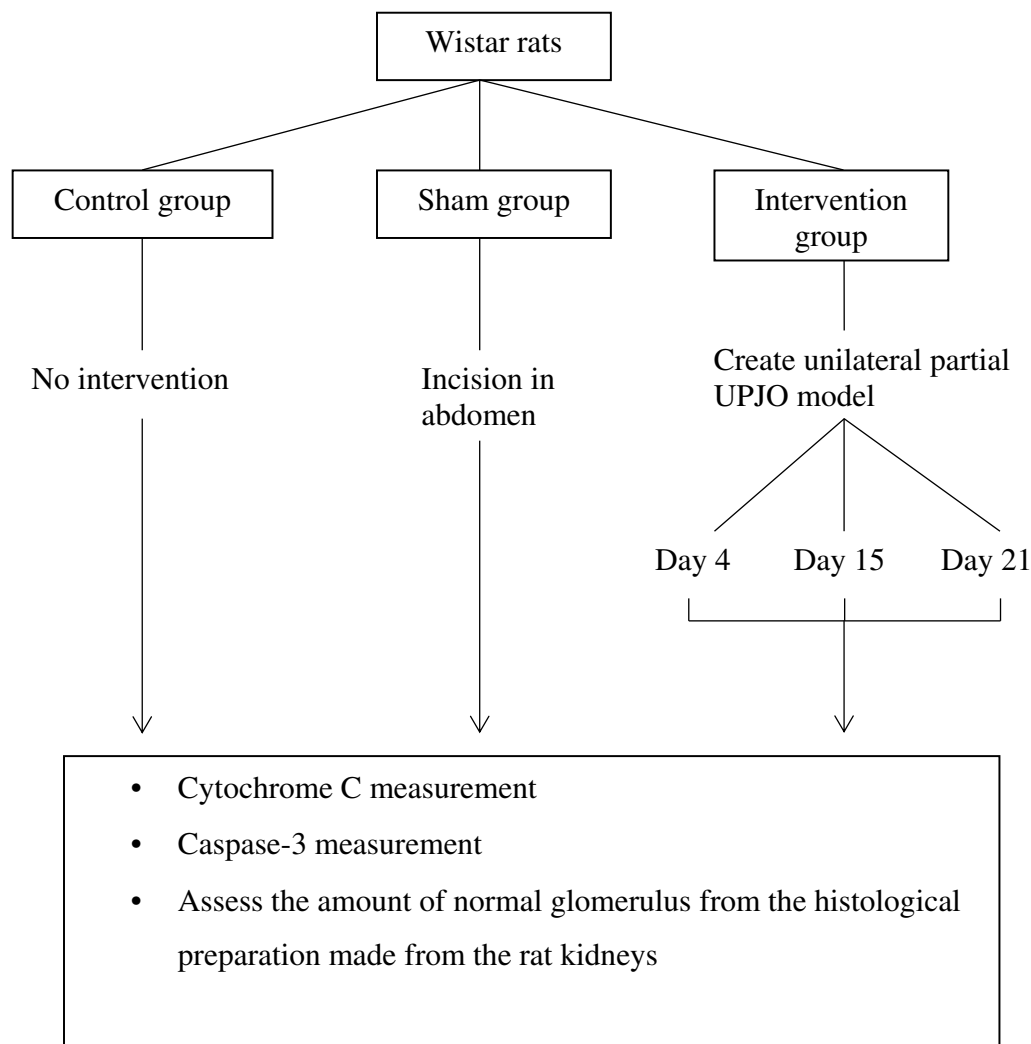 Wistar rats
Control group
Sham group
Intervention
group
No intervention
Incision in
abdomen
Create unilateral partial
UPJO model
Day 4
Day 15
Day 21
• Cytochrome C measurement
• Caspase-3 measurement
• Assess the amount of normal glomerulus from the histological
preparation made from the rat kidneys